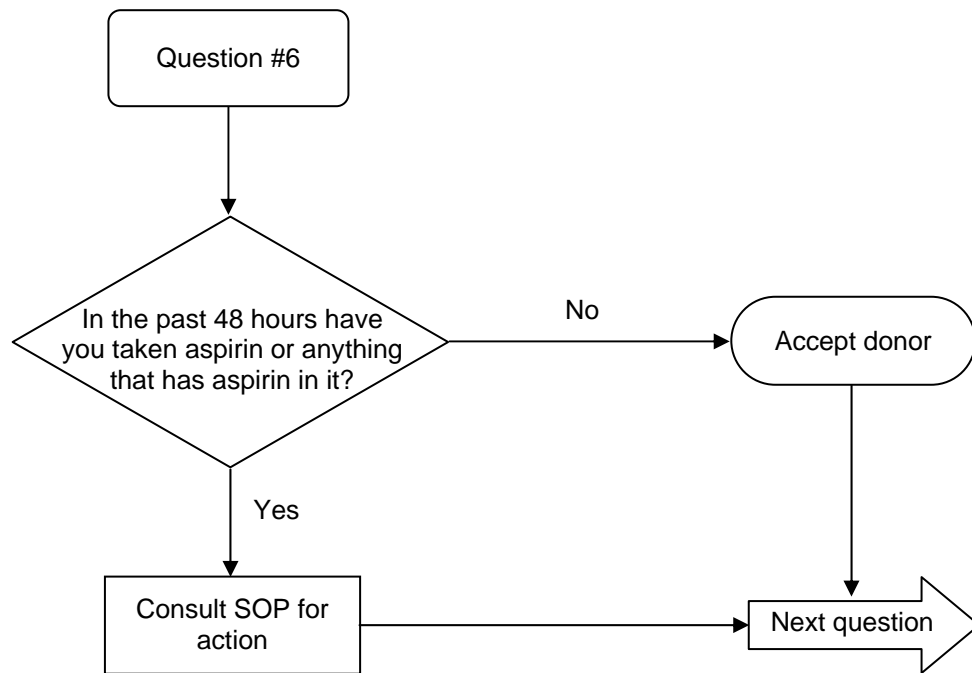 Question #6
In the past 48 hours have
you taken aspirin or anything
that has aspirin in it?
No
Accept donor
Yes
Consult SOP for
action
Next question